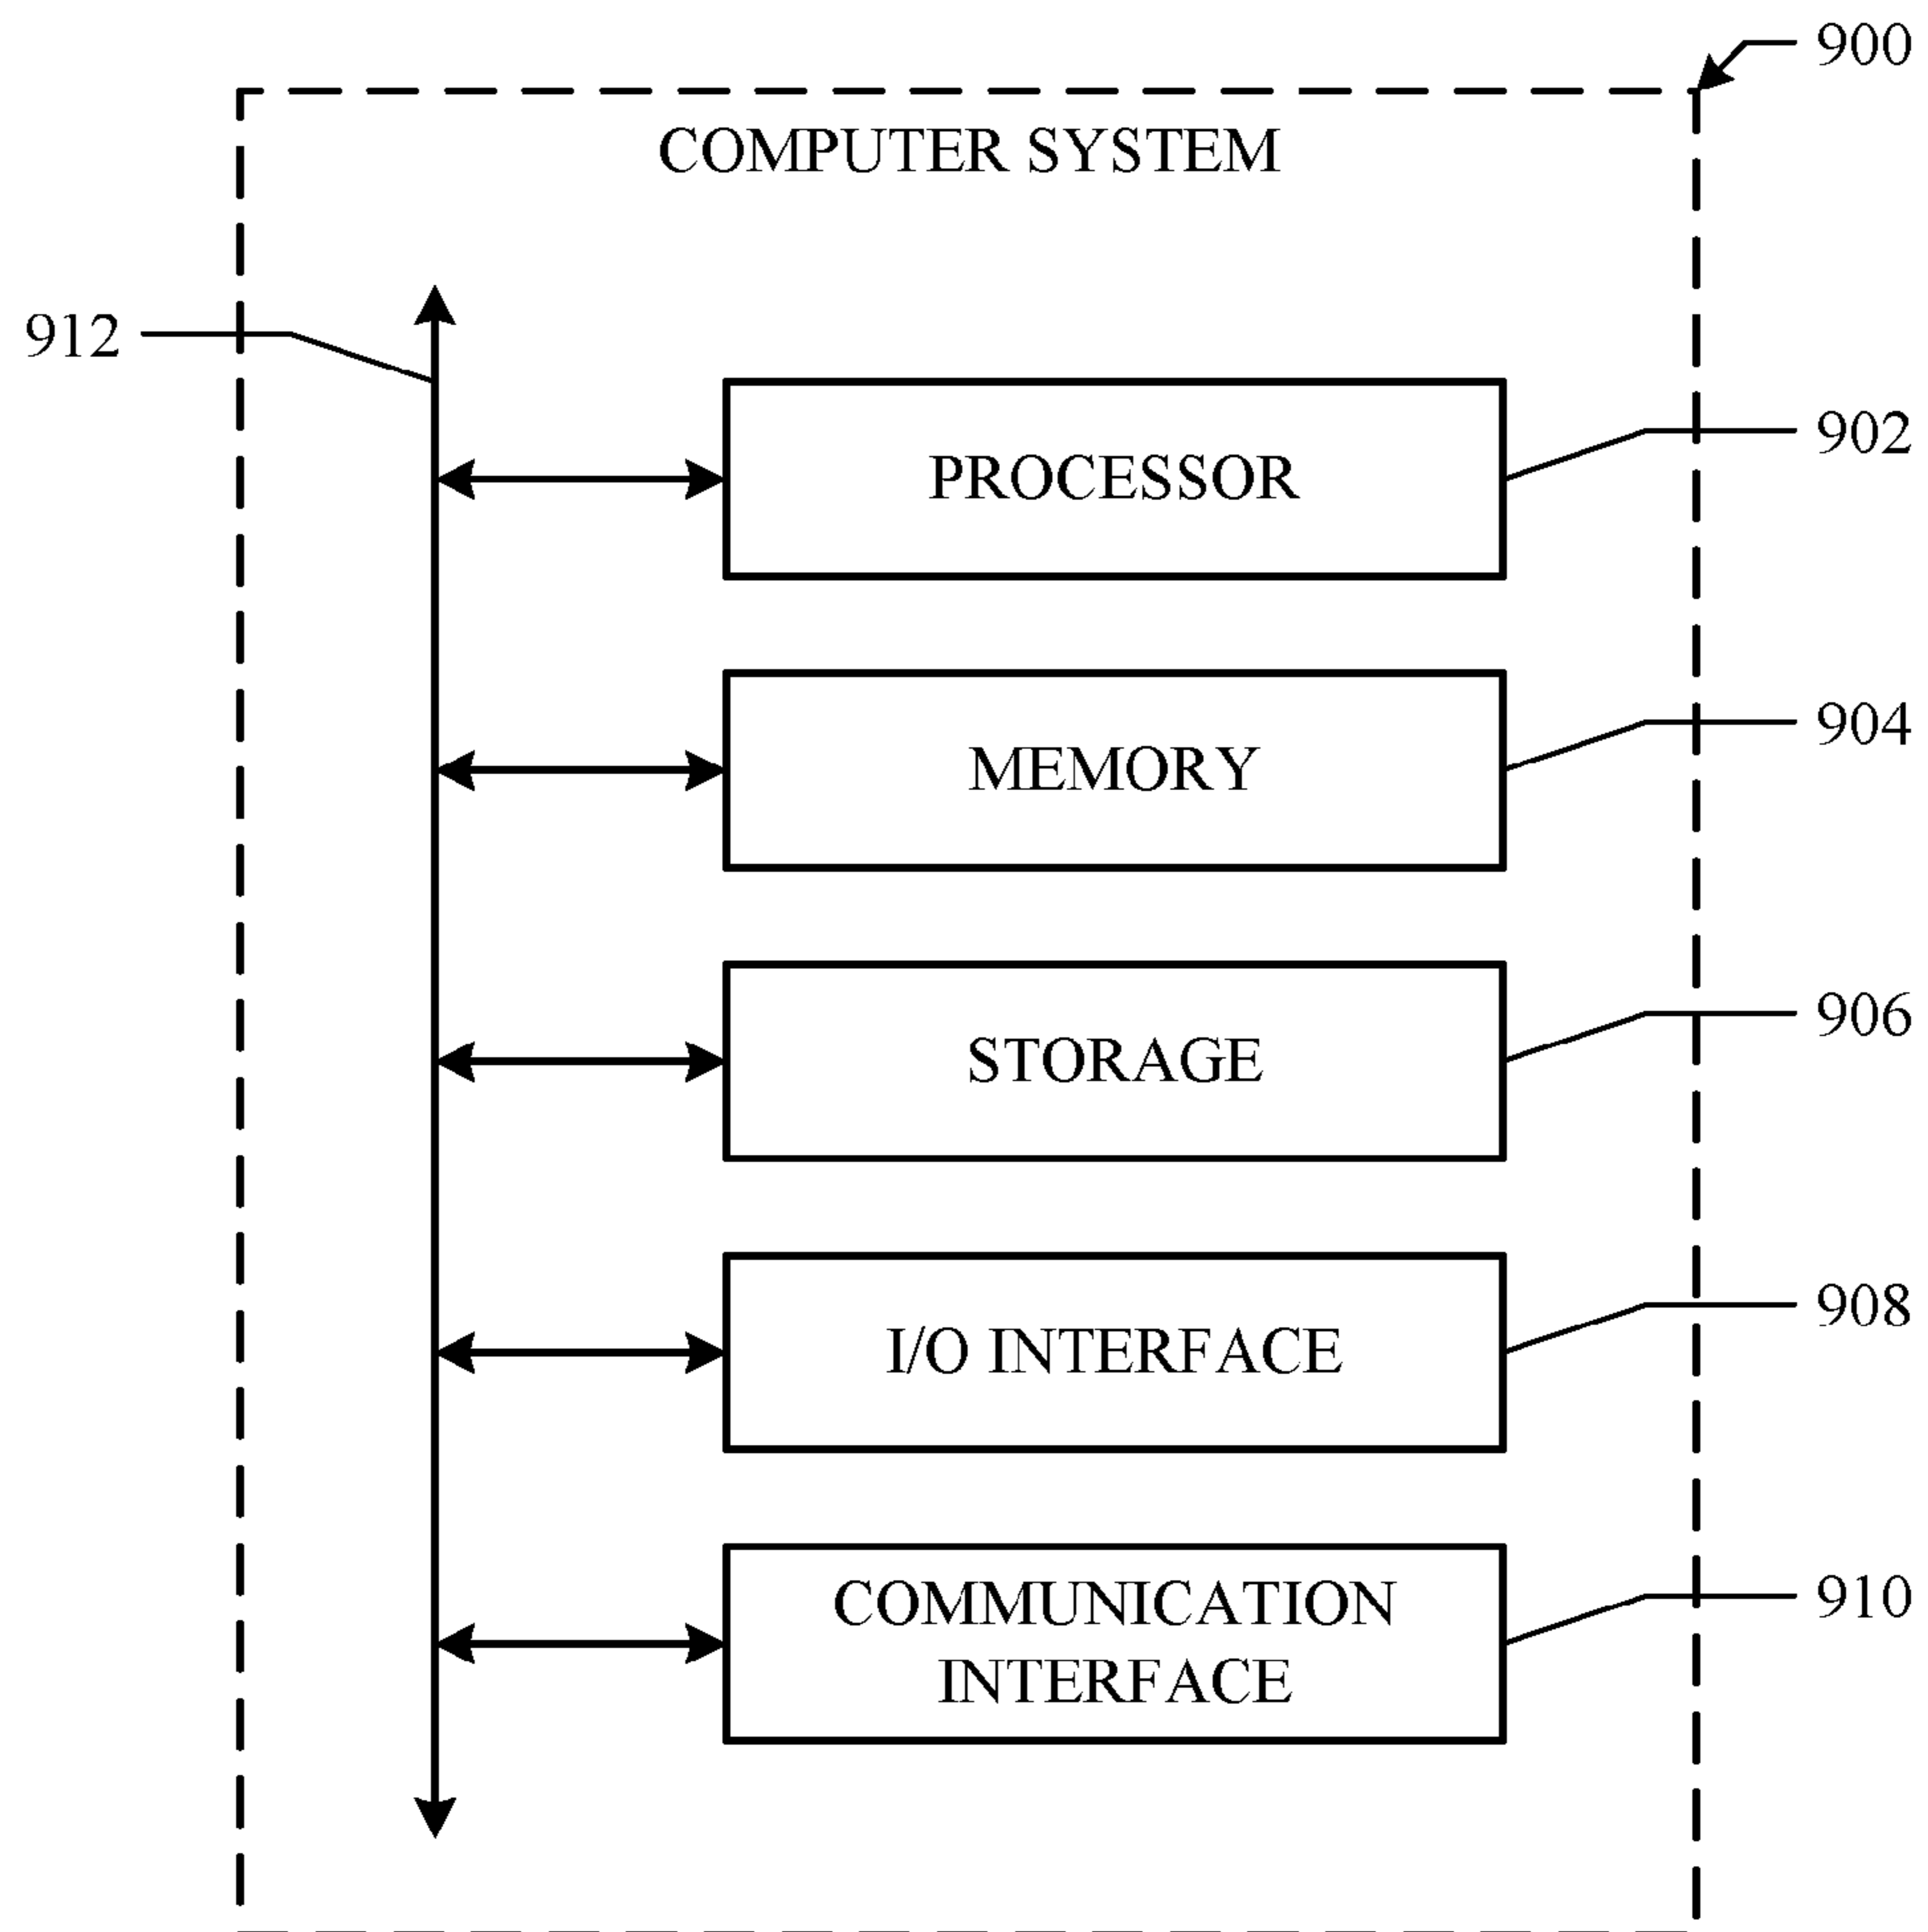 900
COMPUTER SYSTEM
912
902
PROCESSOR
904
MEMORY
906
STORAGE
908
I/O INTERFACE
910
COMMUNICATION
INTERFACE